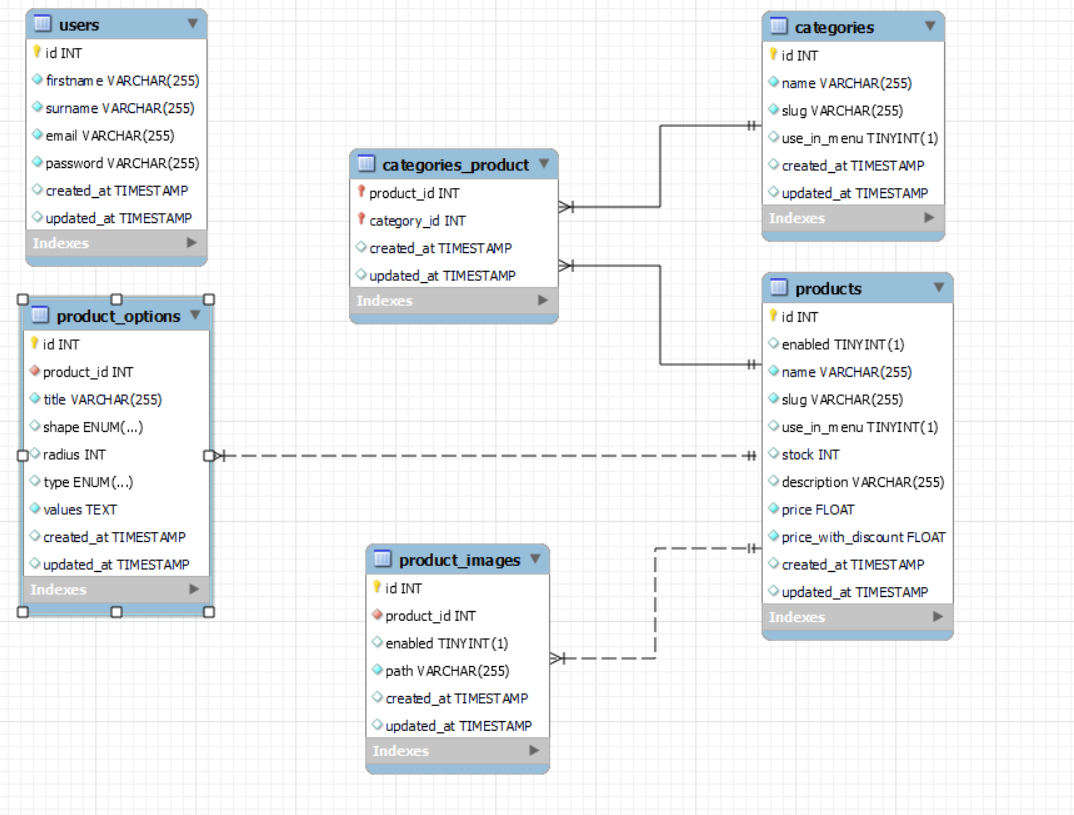 users
id INT
firstname VARCHAR(255)
surname VARCHAR(255)
email VARCHAR(255)
password VARCHAR(255)
created_at TIMESTAMP
updated_at TIMESTAMP
Indexes
categories
id INT
name VARCHAR(255)
slug VARCHAR(255)
use_in_menu TINYINT(1)
created_at TIMESTAMP
updated_at TIMESTAMP
Indexes
categories_product
product_id INT
category_id INT
created_at TIMESTAMP
updated_at TIMESTAMP
Indexes
products
id INT
enabled TINYINT(1)
name VARCHAR(255)
slug VARCHAR(255)
use_in_menu TINYINT(1)
stock INT
description VARCHAR(255)
price FLOAT
price_with_discount FLOAT
created_at TIMESTAMP
updated_at TIMESTAMP
Indexes
product_options
id INT
product_id INT
title VARCHAR(255)
shape ENUM(...)
radius INT
type ENUM(...)
values TEXT
created_at TIMESTAMP
updated_at TIMESTAMP
Indexes
product_images
id INT
product_id INT
enabled TINYINT(1)
path VARCHAR(255)
created_at TIMESTAMP
updated_at TIMESTAMP
Indexes